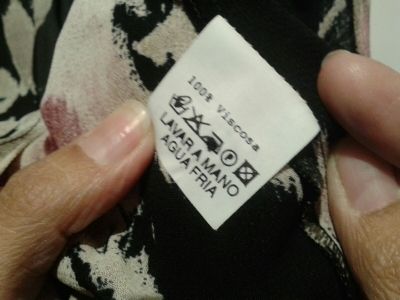 100% Viscosa
LAVAR A MANO
AGUA FRIA